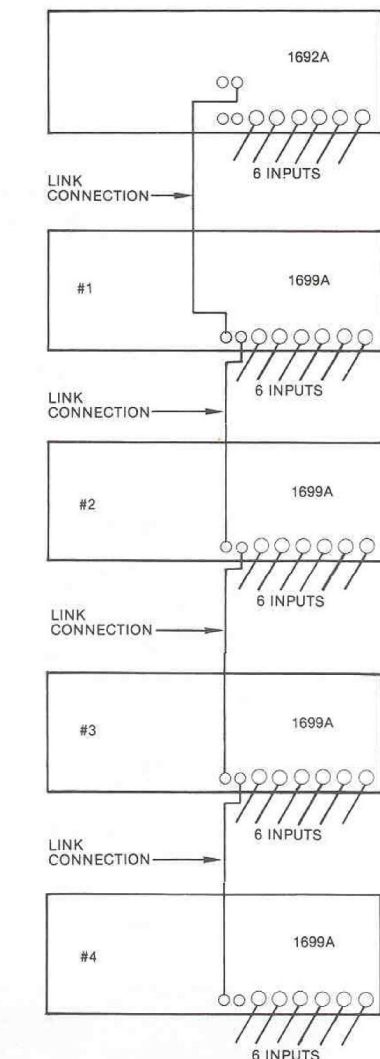 1692A
LINK
CONNECTION
6 INPUTS
#1
1699A
6 INPUTS
LINK
CONNECTION
#2
1699A
6 INPUTS
LINK
CONNECTION
#3
1699A
6 INPUTS
LINK
CONNECTION
#4
1699A
6 INPUTS